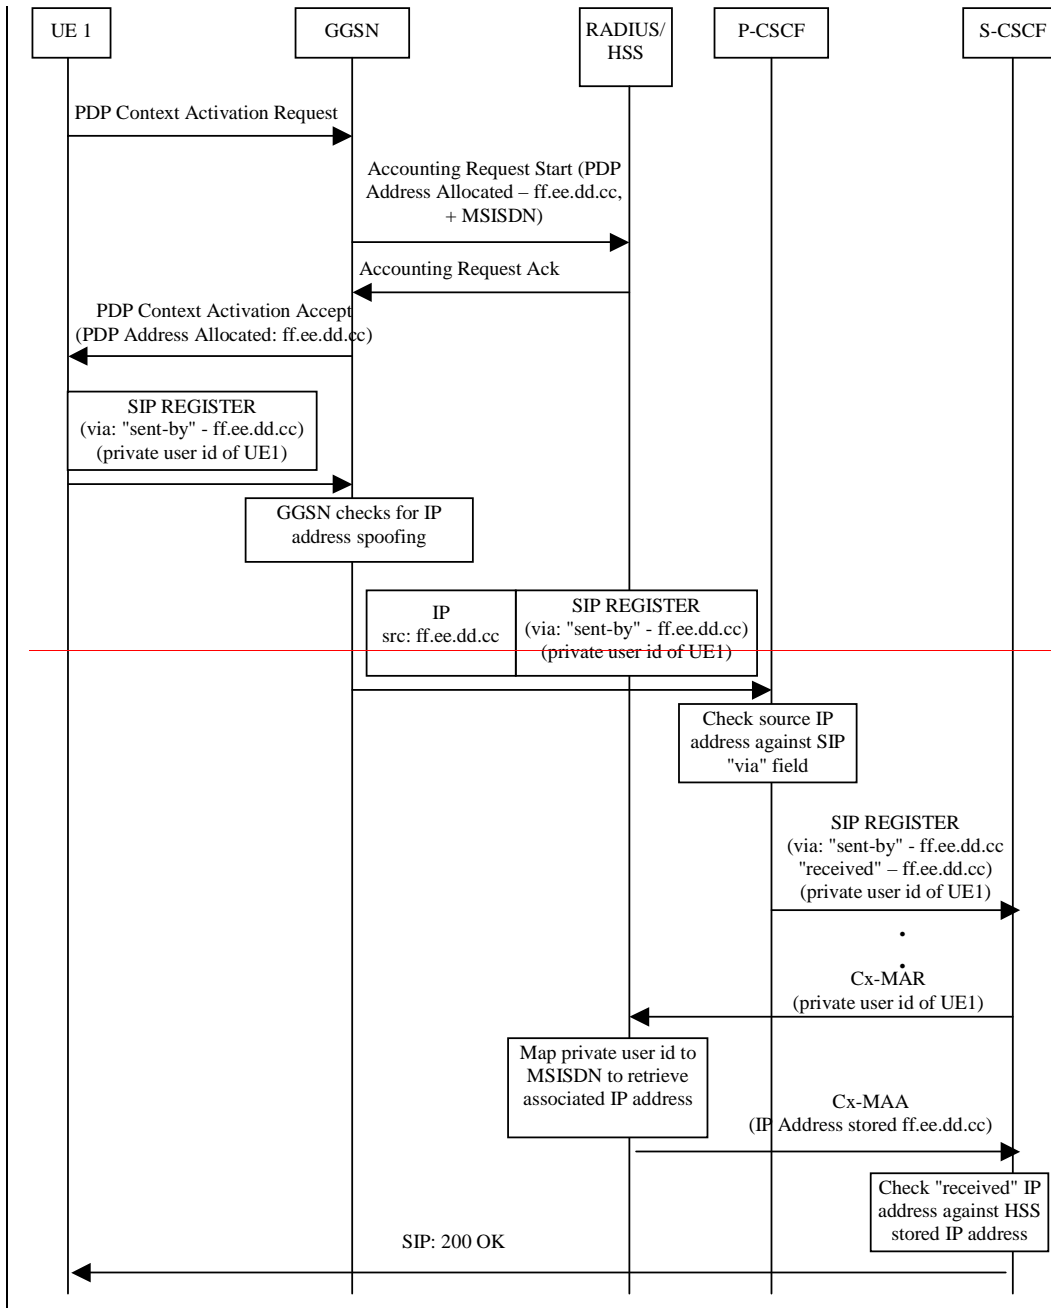 UE 1
GGSN
RADIUS/
HSS
P-CSCF
S-CSCF
PDP Context Activation Request
Accounting Request Start (PDP
Address Allocated – ff.ee.dd.cc,
+ MSISDN)
Accounting Request Ack
PDP Context Activation Accept
(PDP Address Allocated: ff.ee.dd.cc)
SIP REGISTER
(via: "sent-by" - ff.ee.dd.cc)
(private user id of UE1)
GGSN checks for IP
address spoofing
IP
src: ff.ee.dd.cc
SIP REGISTER
(via: "sent-by" - ff.ee.dd.cc)
(private user id of UE1)
Check source IP
address against SIP
"via" field
SIP REGISTER
(via: "sent-by" - ff.ee.dd.cc
"received" – ff.ee.dd.cc)
(private user id of UE1)
.
.
Cx-MAR
(private user id of UE1)
Map private user id to
MSISDN to retrieve
associated IP address
Cx-MAA
(IP Address stored ff.ee.dd.cc)
Check "received" IP
address against HSS
stored IP address
SIP: 200 OK